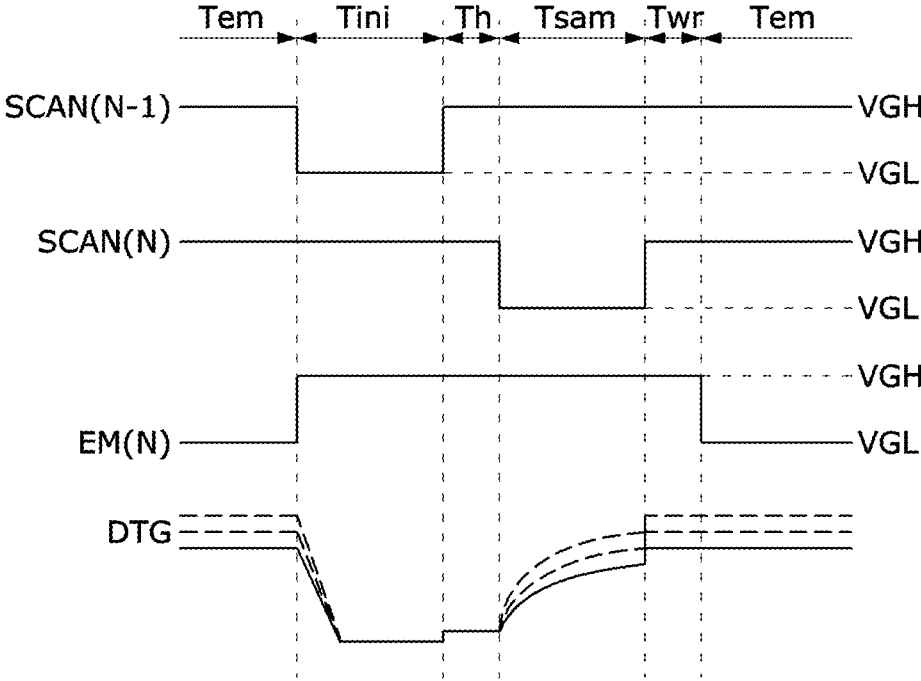 Tem Tini Th Tsam Twr Tem
SCAN(N-1) VGH
VGL
SCAN(N) VGH
VGL
VGH
EM(N) VGL
DTG